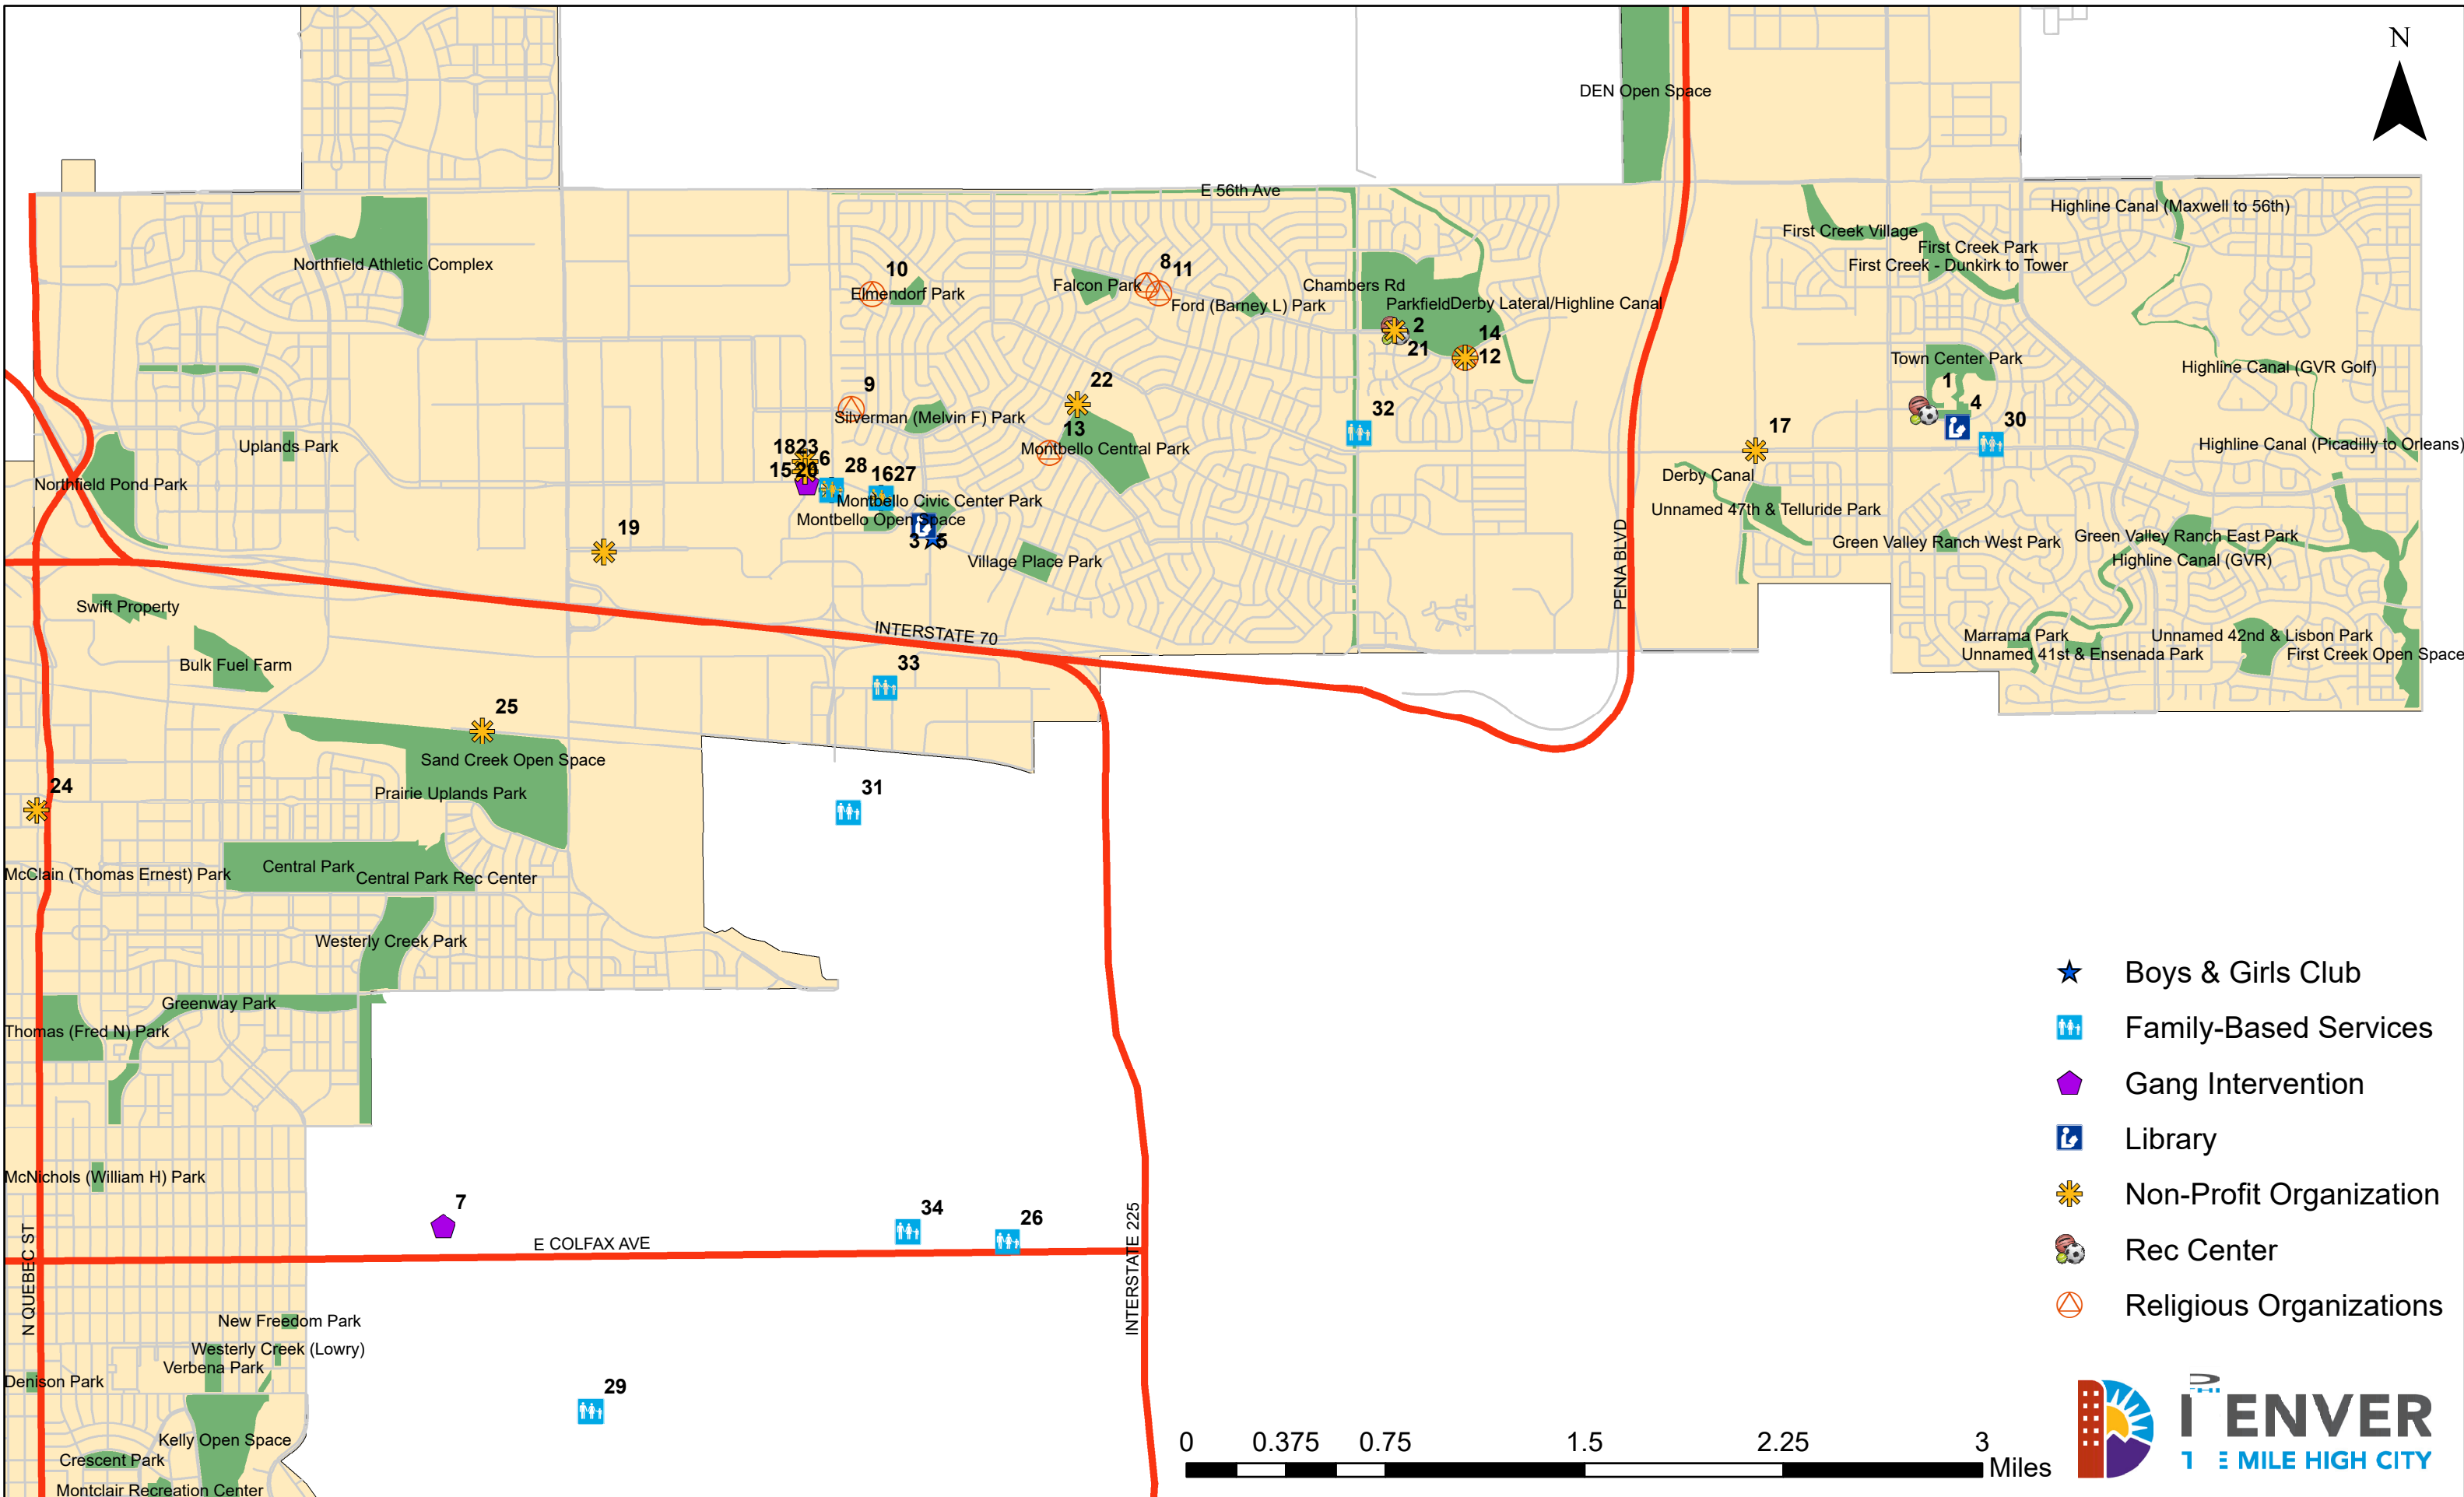 N
DEN Open Space
E 56th Ave
Highline Canal (Maxwell to 56th)
First Creek Village
First Creek Park
First Creek - Dunkirk to Tower
Northfield Athletic Complex
10
Elmendorf Park
Falcon Park
8
11
Ford (Barney L) Park
Chambers Rd
Parkfield
Derby Lateral/Highline Canal
2
21
14
12
Town Center Park
1
4
30
Highline Canal (GVR Golf)
Highline Canal (Picadilly to Orleans)
9
Silverman (Melvin F) Park
22
13
Montbello Central Park
32
17
Derby Canal
Unnamed 47th & Telluride Park
Uplands Park
Northfield Pond Park
18
23
6
15
20
28
16
27
Montbello Civic Center Park
Montbello Open Space
3
5
19
Village Place Park
Green Valley Ranch West Park
Green Valley Ranch East Park
Highline Canal (GVR)
PENA BLVD
Swift Property
Bulk Fuel Farm
INTERSTATE 70
33
Marrama Park
Unnamed 41st & Ensenada Park
Unnamed 42nd & Lisbon Park
First Creek Open Space
25
Sand Creek Open Space
Prairie Uplands Park
24
31
McClain (Thomas Ernest) Park
Central Park
Central Park Rec Center
Westerly Creek Park
Greenway Park
Thomas (Fred N) Park
McNichols (William H) Park
7
34
26
E COLFAX AVE
N QUEBEC ST
INTERSTATE 225
New Freedom Park
Westerly Creek (Lowry)
Verbena Park
Denison Park
29
Kelly Open Space
Crescent Park
Montclair Recreation Center
Boys & Girls Club
Family-Based Services
Gang Intervention
Library
Non-Profit Organization
Rec Center
Religious Organizations
0 0.375 0.75 1.5 2.25 3
Miles
ENVER
MILE HIGH CITY